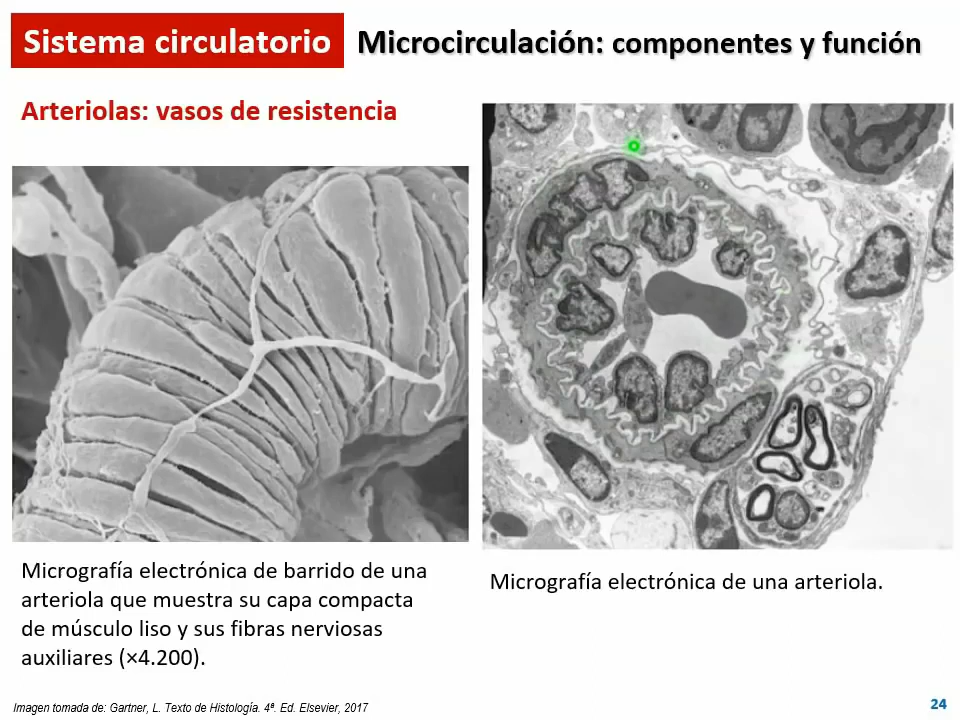 Sistema circulatorio
Microcirculación: componentes y función
Arteriolas: vasos de resistencia
Micrografía electrónica de barrido de una
arteriola que muestra su capa compacta
de músculo liso y sus fibras nerviosas
auxiliares (×4.200).
Micrografía electrónica de una arteriola.
Imagen tomada de: Gartner, L. Texto de Histología. 4ª. Ed. Elsevier, 2017
24